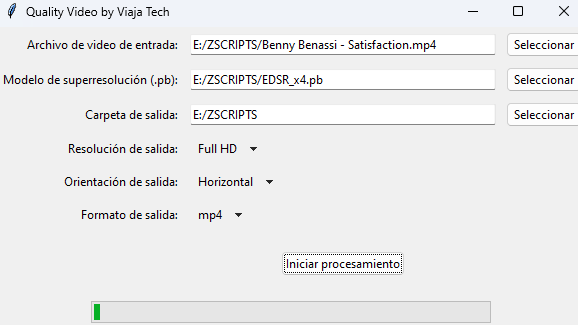 Quality Video by Viaja Tech
Archivo de video de entrada: E:/ZSCRIPTS/Benny Benassi - Satisfaction.mp4 Seleccionar
Modelo de superresolución (.pb): E:/ZSCRIPTS/EDSR_x4.pb Seleccionar
Carpeta de salida: E:/ZSCRIPTS Seleccionar
Resolución de salida: Full HD
Orientación de salida: Horizontal
Formato de salida: mp4
Iniciar procesamiento